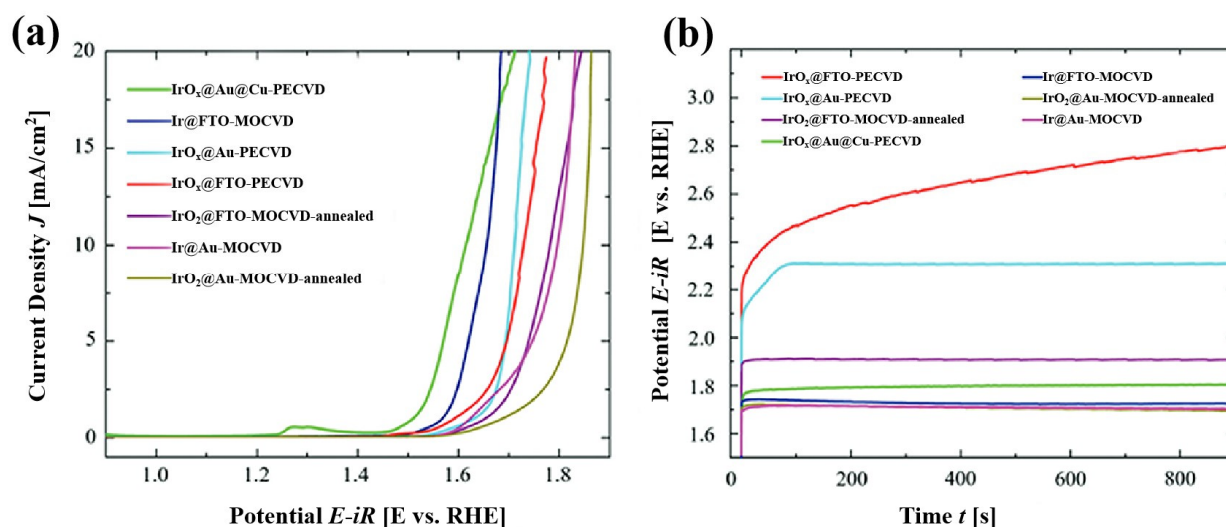 (a)
Current Density J [mA/cm²]
20
15
10
5
0
IrOₓ@Au@Cu-PECVD
Ir@FTO-MOCVD
IrOₓ@Au-PECVD
IrOₓ@FTO-PECVD
IrO₂@FTO-MOCVD-annealed
Ir@Au-MOCVD
IrO₂@Au-MOCVD-annealed
1.0 1.2 1.4 1.6 1.8
Potential E-iR [E vs. RHE]
(b)
Potential E-iR [E vs. RHE]
3.0
2.8
2.6
2.4
2.2
2.0
1.8
1.6
IrOₓ@FTO-PECVD
IrOₓ@Au-PECVD
IrO₂@FTO-MOCVD-annealed
IrOₓ@Au@Cu-PECVD
Ir@FTO-MOCVD
IrO₂@Au-MOCVD-annealed
Ir@Au-MOCVD
0 200 400 600 800
Time t [s]